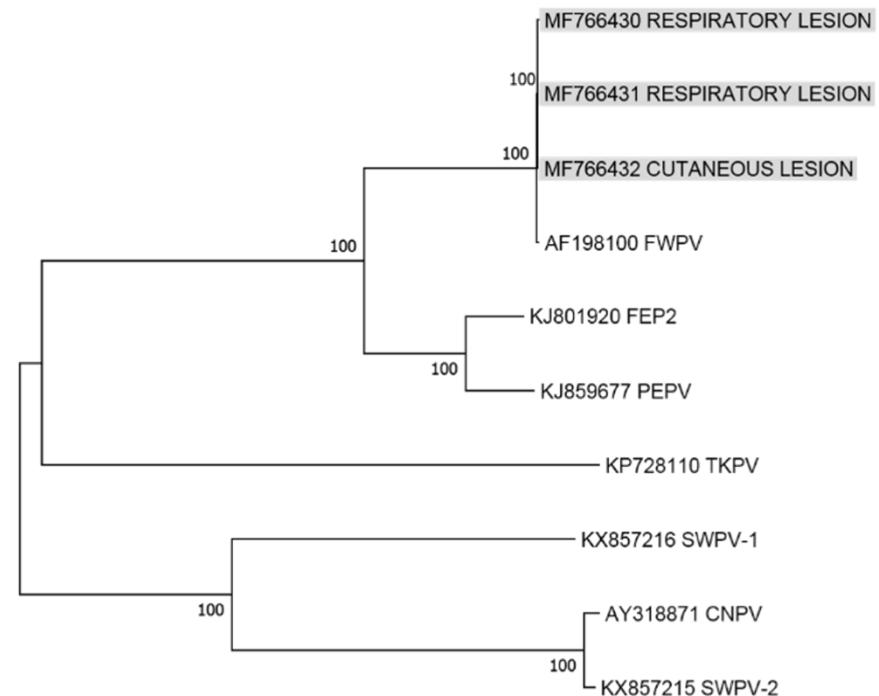 MF766430 RESPIRATORY LESION
100
MF766431 RESPIRATORY LESION
100
MF766432 CUTANEOUS LESION
100
AF198100 FWPV
KJ801920 FEP2
100
KJ859677 PEPV
KP728110 TKPV
KX857216 SWPV-1
100
AY318871 CNPV
100
KX857215 SWPV-2